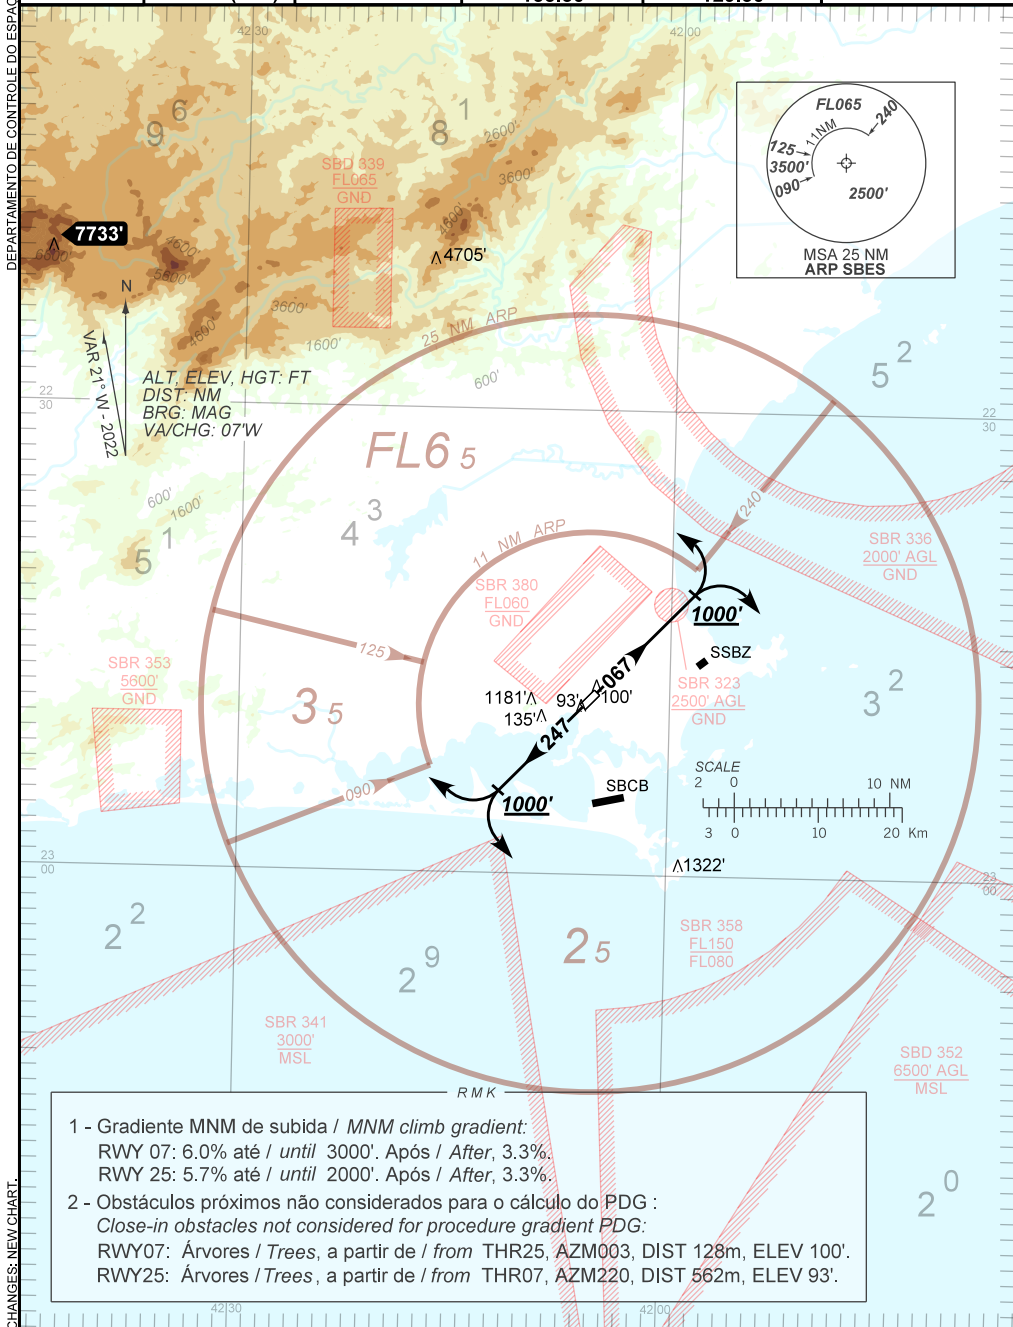 DEPARTAMENTO DE CONTROLE DO ESPAÇ
42 30
42 00
9 6
8 1
2600'
3600'
SBD 339
FL065
GND
4600'
7733'
6600'
4600'
5600'
4705'
FL065
240
11NM
125
3500'
090
2500'
MSA 25 NM
ARP SBES
N
VAR 21° W - 2022
4600'
3600'
1600'
25 NM ARP
600'
5 2
ALT, ELEV, HGT: FT
DIST: NM
BRG: MAG
VA/CHG: 07'W
22
30
22
30
FL6 5
600'
1600'
4 3
5 1
240
11 NM ARP
SBR 336
2000' AGL
GND
SBR 380
FL060
GND
1000'
125
SSBZ
067
SBR 353
5600'
GND
SBR 323
2500' AGL
GND
1181'
93'
100'
135'
3 5
3 2
247
SCALE
2 0 10 NM
3 0 10 20 Km
SBCB
090
1000'
23
00
1322'
23
00
2 2
2 9
2 5
SBR 358
FL150
FL080
SBR 341
3000'
MSL
SBD 352
6500' AGL
MSL
RMK
1 - Gradiente MNM de subida / MNM climb gradient:
RWY 07: 6.0% até / until 3000'. Após / After, 3.3%.
RWY 25: 5.7% até / until 2000'. Após / After, 3.3%.
2 - Obstáculos próximos não considerados para o cálculo do PDG :
Close-in obstacles not considered for procedure gradient PDG:
RWY07: Árvores / Trees, a partir de / from THR25, AZM003, DIST 128m, ELEV 100'.
RWY25: Árvores / Trees, a partir de / from THR07, AZM220, DIST 562m, ELEV 93'.
2 0
CHANGES: NEW CHART.
42 30
42 00